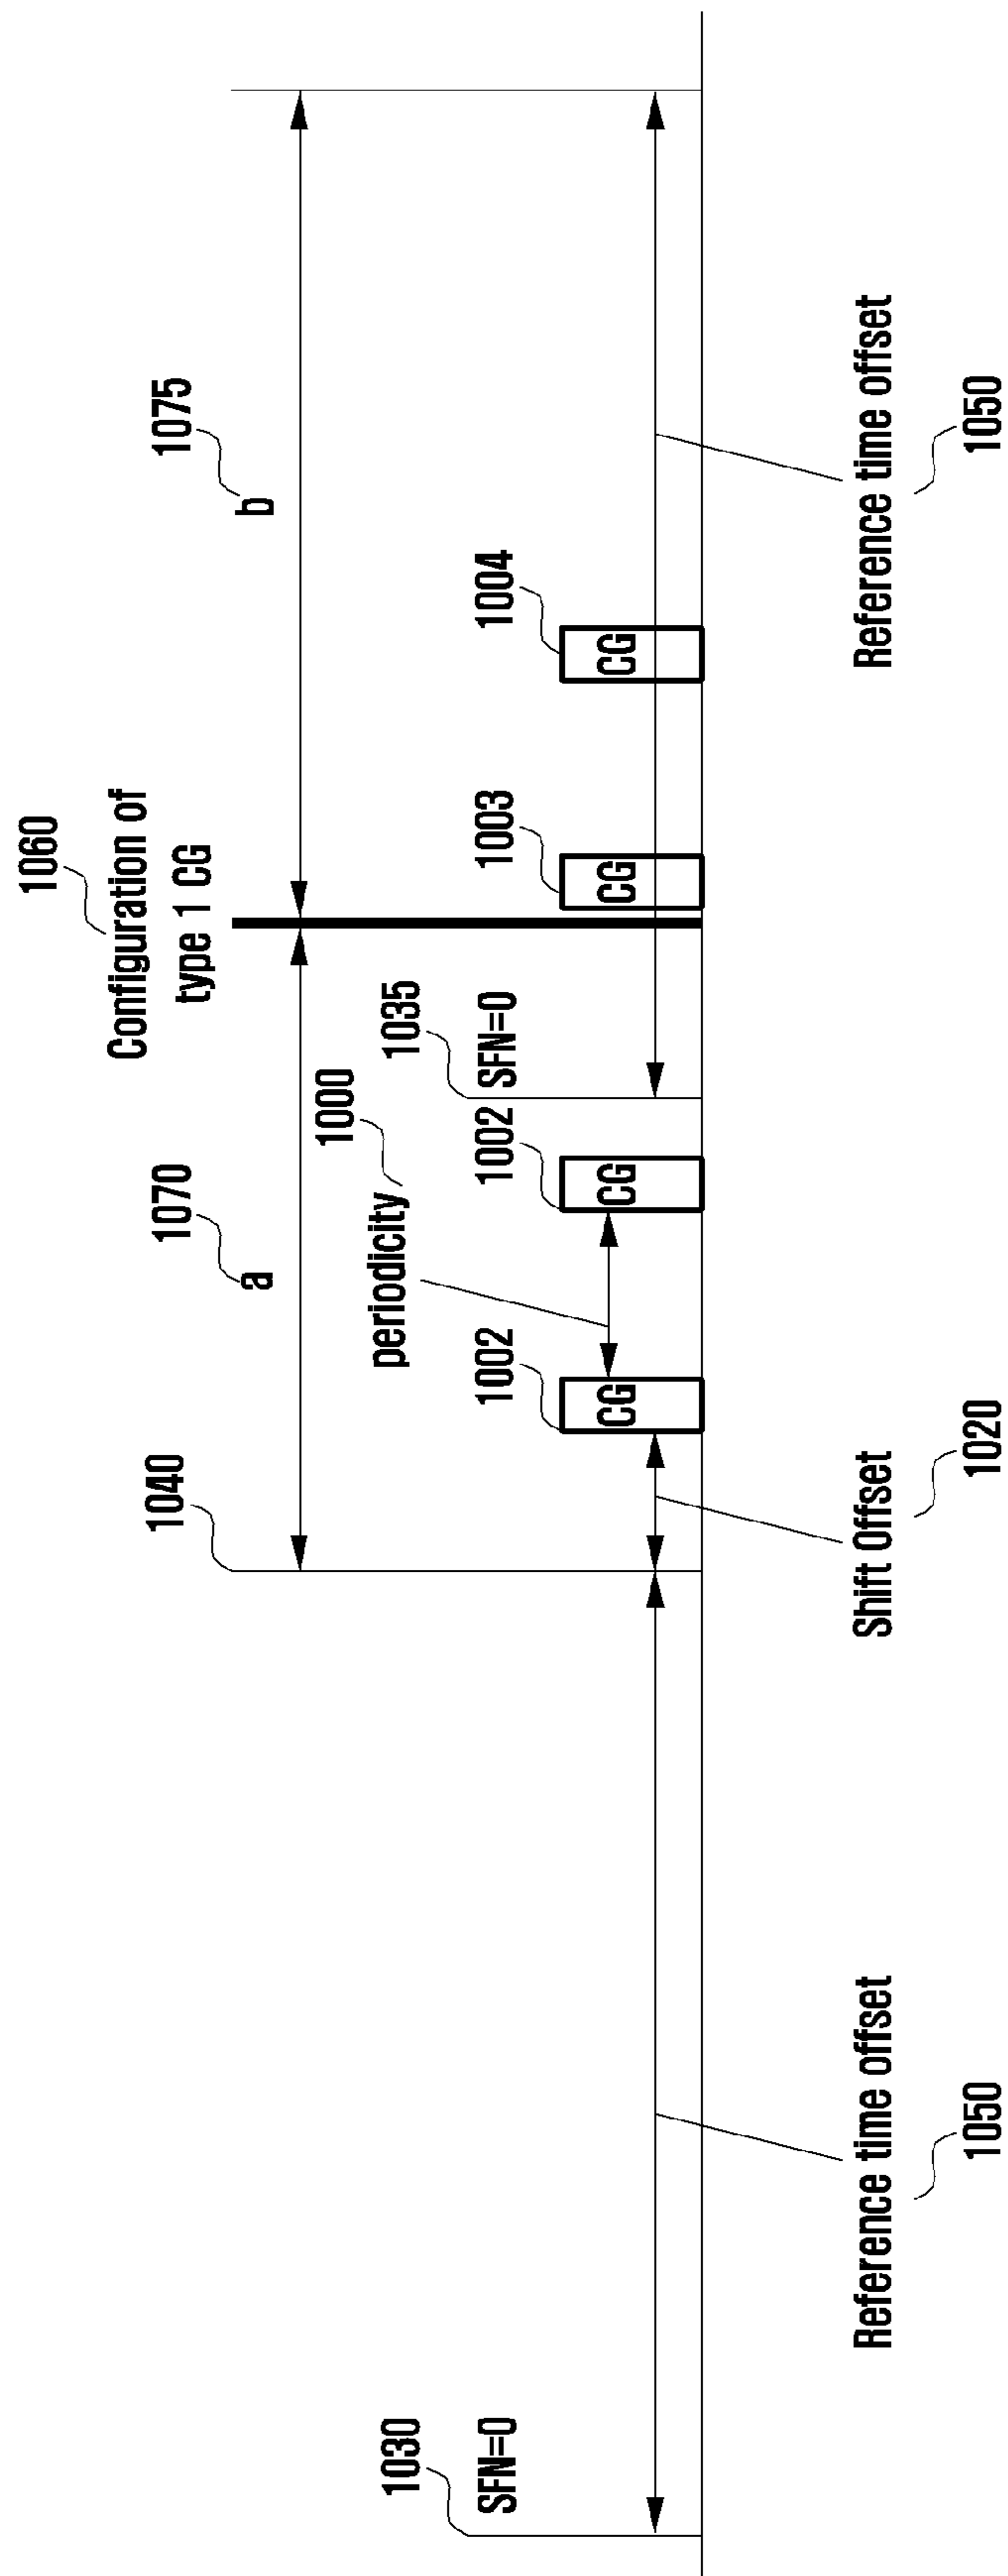 1060
Configuration of
type 1 CG
1040
1070
a
1075
b
1000
periodicity
1030
SFN=0
1002
CG
1002
CG
1035
SFN=0
1003
CG
1004
CG
Reference time offset
1050
Shift Offset
1020
Reference time offset
1050